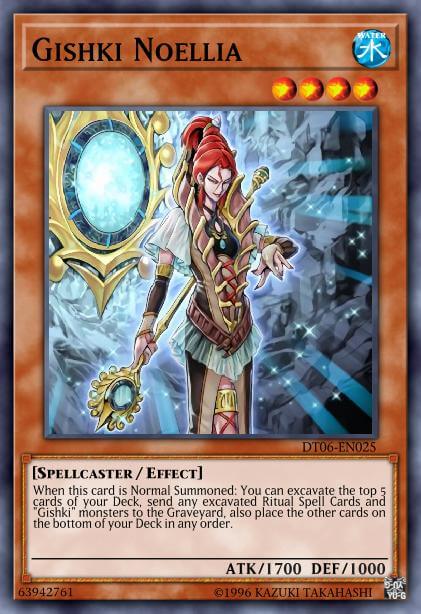 GISHKI NOELLIA
WATER
水
DT06-EN025
[SPELLCASTER / EFFECT]
When this card is Normal Summoned: You can excavate the top 5
cards of your Deck, send any excavated Ritual Spell Cards and
"Gishki" monsters to the Graveyard, also place the other cards on
the bottom of your Deck in any order.
ATK/1700 DEF/1000
63942761
©1996 KAZUKI TAKAHASHI